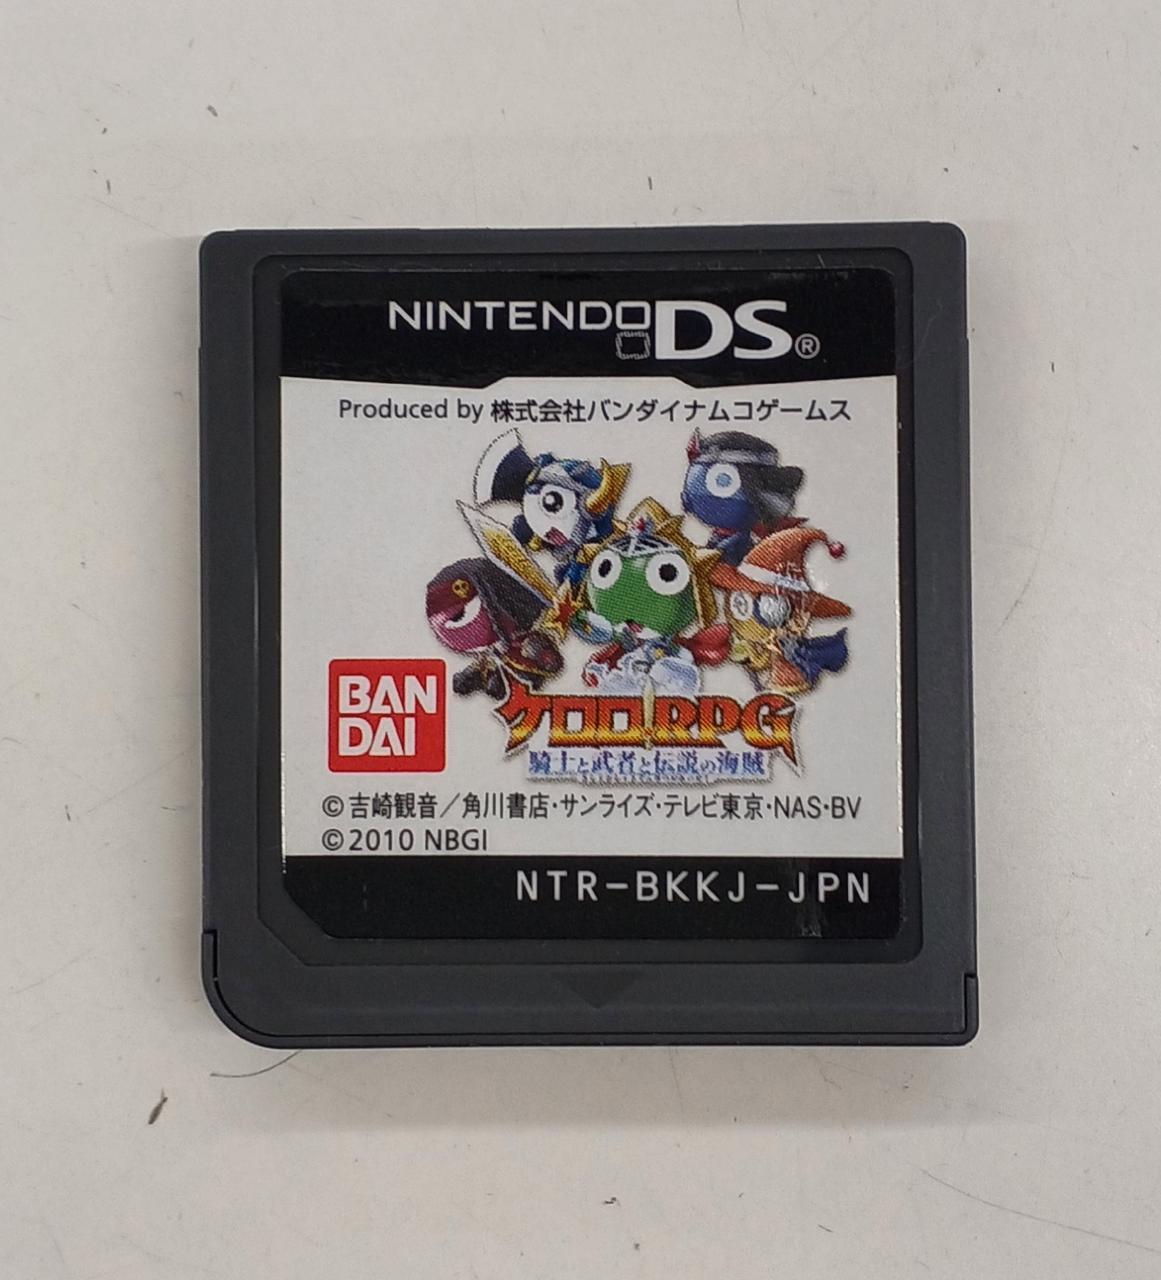 NINTENDO DS®
Produced by 株式会社バンダイナムコゲームス
BAN
DAI
ケロロRPG
騎士と武者と伝説の海賊
©吉崎観音／角川書店・サンライズ・テレビ東京・NAS・BV
©2010 NBGI
NTR-BKKJ-JPN